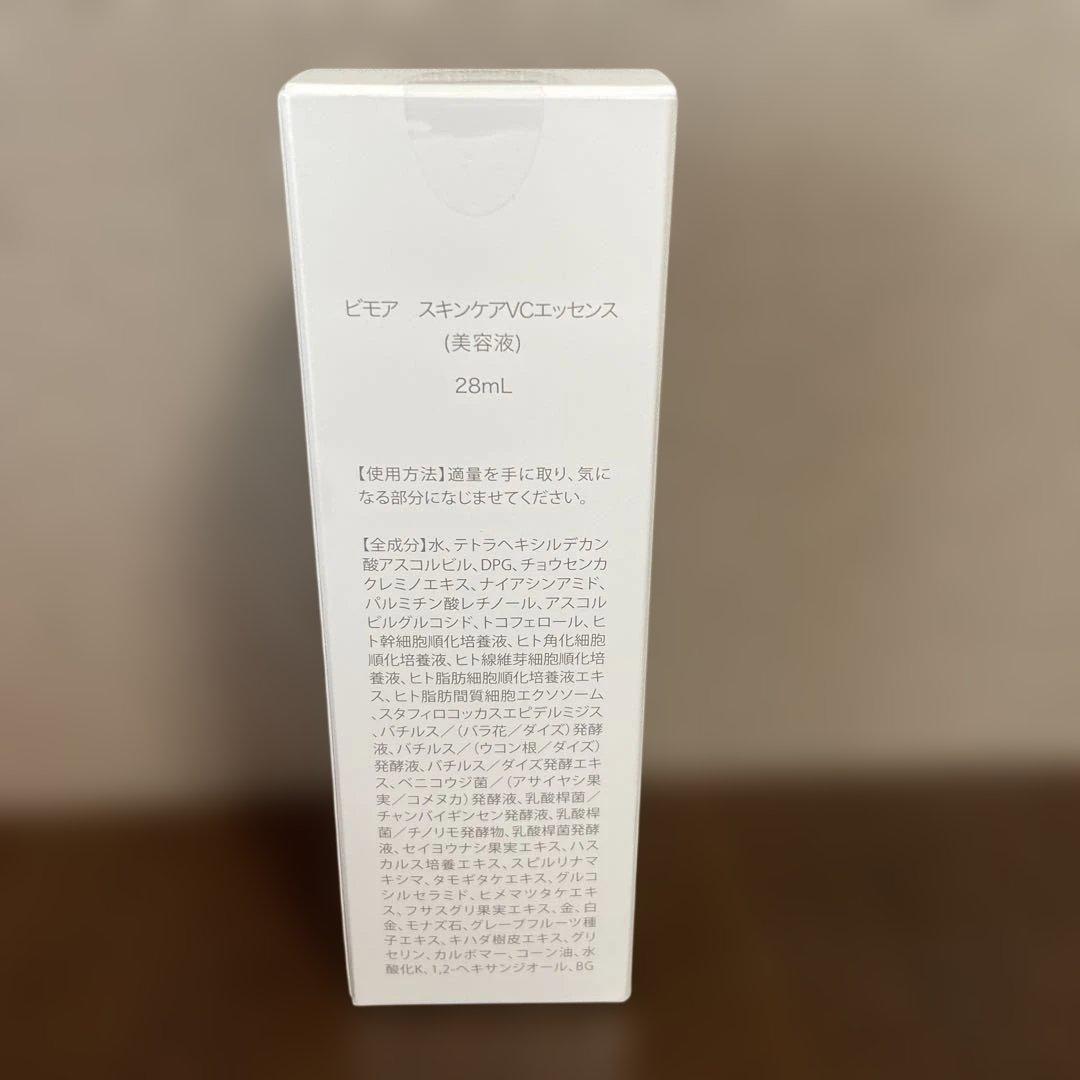 ビモア　スキンケアVCエッセンス
(美容液)
28mL
【使用方法】適量を手に取り、気に
なる部分になじませてください。
【全成分】水、テトラヘキシルデカン
酸アスコルビル、DPG、チョウセンカ
クレミノエキス、ナイアシンアミド、
パルミチン酸レチノール、アスコル
ビルグルコシド、トコフェロール、ヒ
ト幹細胞順化培養液、ヒト角化細胞
順化培養液、ヒト線維芽細胞順化培
養液、ヒト脂肪細胞順化培養液エキ
ス、ヒト脂肪間質細胞エクソソーム
、スタフィロコッカスエピデルミジス
、バチルス／(バラ花／ダイズ)発酵
液、バチルス／(ウコン根／ダイズ)
発酵液、バチルス／ダイズ発酵エキ
ス、ベニコウジ菌／(アサイヤシ果
実／コメヌカ)発酵液、乳酸桿菌／
チャンバイギンセン発酵液、乳酸桿
菌／チノリモ発酵物、乳酸桿菌発酵
液、セイヨウナシ果実エキス、ハス
カルス培養エキス、スピルリナマ
キシマ、タモギタケエキス、グルコ
シルセラミド、ヒメマツタケエキ
ス、フサスグリ果実エキス、金、白
金、モナズ石、グレープフルーツ種
子エキス、キハダ樹皮エキス、グリ
セリン、カルボマー、コーン油、水
酸化K、1,2-ヘキサンジオール、BG